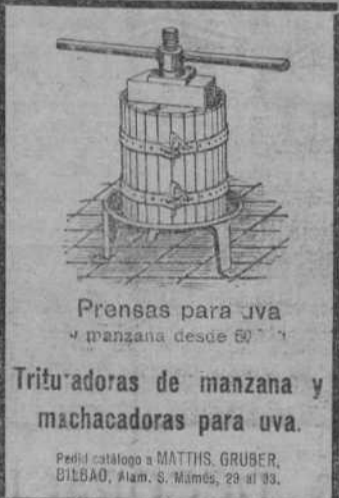 Prensas para uva
y manzana desde 60
Trituradoras de manzana y
machacadoras para uva.
Pedid catálogo a MATTHS. GRUBER,
BILBAO, Alam. S. Mamés, 29 al 33.